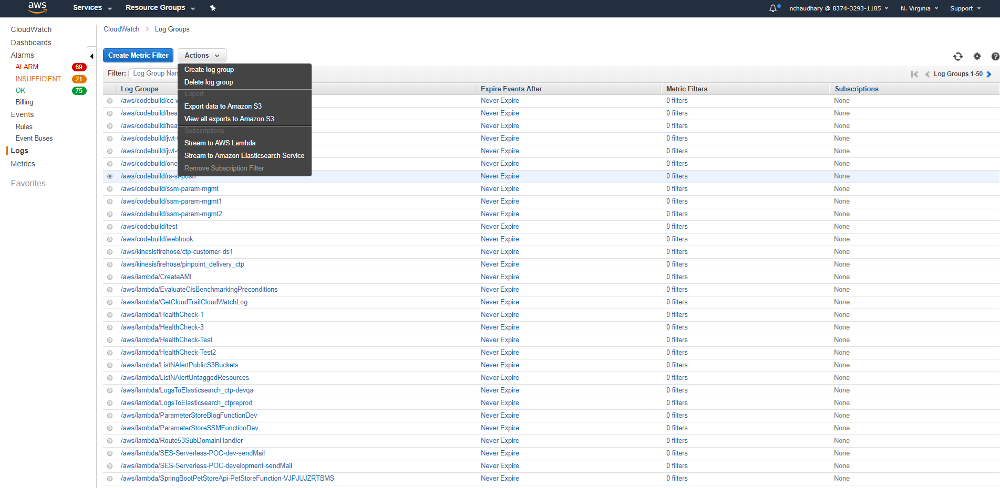 aws Services Resource Groups nchaudhary @ 8374-3293-1185 N. Virginia Support
CloudWatch
Dashboards
Alarms
ALARM 69
INSUFFICIENT 21
OK 75
Billing
Events
Rules
Event Buses
Logs
Metrics
Favorites
CloudWatch > Log Groups
Create Metric Filter Actions
Create log group
Delete log group
Export
Export data to Amazon S3
View all exports to Amazon S3
Subscriptions
Stream to AWS Lambda
Stream to Amazon Elasticsearch Service
Remove Subscription Filter
Filter: Log Group Nam Log Groups 1-50
Log Groups Expire Events After Metric Filters Subscriptions
/aws/codebuild/cc-v Never Expire 0 filters None
/aws/codebuild/hea Never Expire 0 filters None
/aws/codebuild/hea Never Expire 0 filters None
/aws/codebuild/jwt- Never Expire 0 filters None
/aws/codebuild/jwt- Never Expire 0 filters None
/aws/codebuild/one Never Expire 0 filters None
/aws/codebuild/rs-sf-push Never Expire 0 filters None
/aws/codebuild/ssm-param-mgmt Never Expire 0 filters None
/aws/codebuild/ssm-param-mgmt1 Never Expire 0 filters None
/aws/codebuild/ssm-param-mgmt2 Never Expire 0 filters None
/aws/codebuild/test Never Expire 0 filters None
/aws/codebuild/webhook Never Expire 0 filters None
/aws/kinesisfirehose/ctp-customer-ds1 Never Expire 0 filters None
/aws/kinesisfirehose/pinpoint_delivery_ctp Never Expire 0 filters None
/aws/lambda/CreateAMI Never Expire 0 filters None
/aws/lambda/EvaluateCisBenchmarkingPreconditions Never Expire 0 filters None
/aws/lambda/GetCloudTrailCloudWatchLog Never Expire 0 filters None
/aws/lambda/HealthCheck-1 Never Expire 0 filters None
/aws/lambda/HealthCheck-3 Never Expire 0 filters None
/aws/lambda/HealthCheck-Test Never Expire 0 filters None
/aws/lambda/HealthCheck-Test2 Never Expire 0 filters None
/aws/lambda/ListNAlertPublicS3Buckets Never Expire 0 filters None
/aws/lambda/ListNAlertUntaggedResources Never Expire 0 filters None
/aws/lambda/LogsToElasticsearch_ctp-devqa Never Expire 0 filters None
/aws/lambda/LogsToElasticsearch_ctpreprod Never Expire 0 filters None
/aws/lambda/ParameterStoreBlogFunctionDev Never Expire 0 filters None
/aws/lambda/ParameterStoreSSMFunctionDev Never Expire 0 filters None
/aws/lambda/Route53SubDomainHandler Never Expire 0 filters None
/aws/lambda/SES-Serverless-POC-dev-sendMail Never Expire 0 filters None
/aws/lambda/SES-Serverless-POC-development-sendMail Never Expire 0 filters None
/aws/lambda/SpringBootPetStoreApi-PetStoreFunction-VJPJUJZRTBMS Never Expire 0 filters None